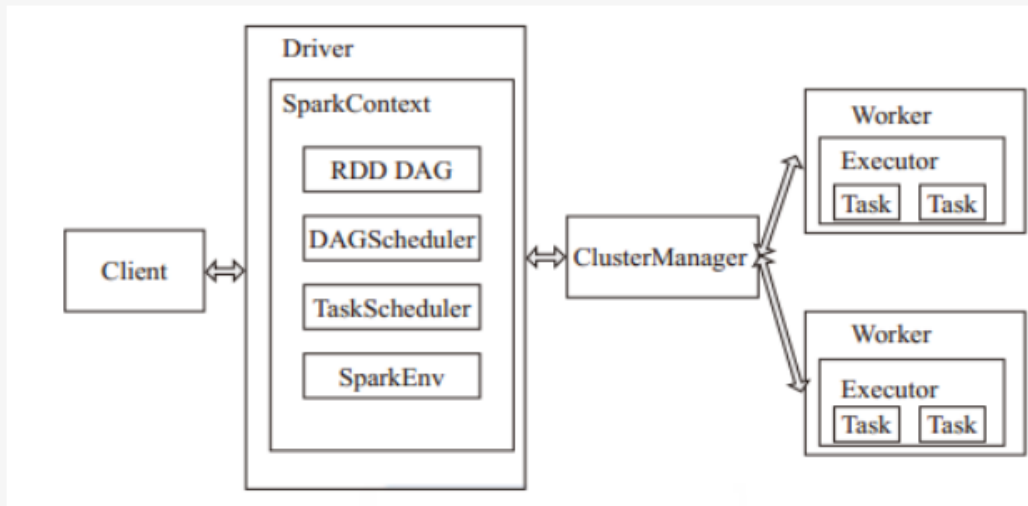 Driver
SparkContext
RDD DAG
DAGScheduler
TaskScheduler
SparkEnv
Client
ClusterManager
Worker
Executor
Task Task
Worker
Executor
Task Task